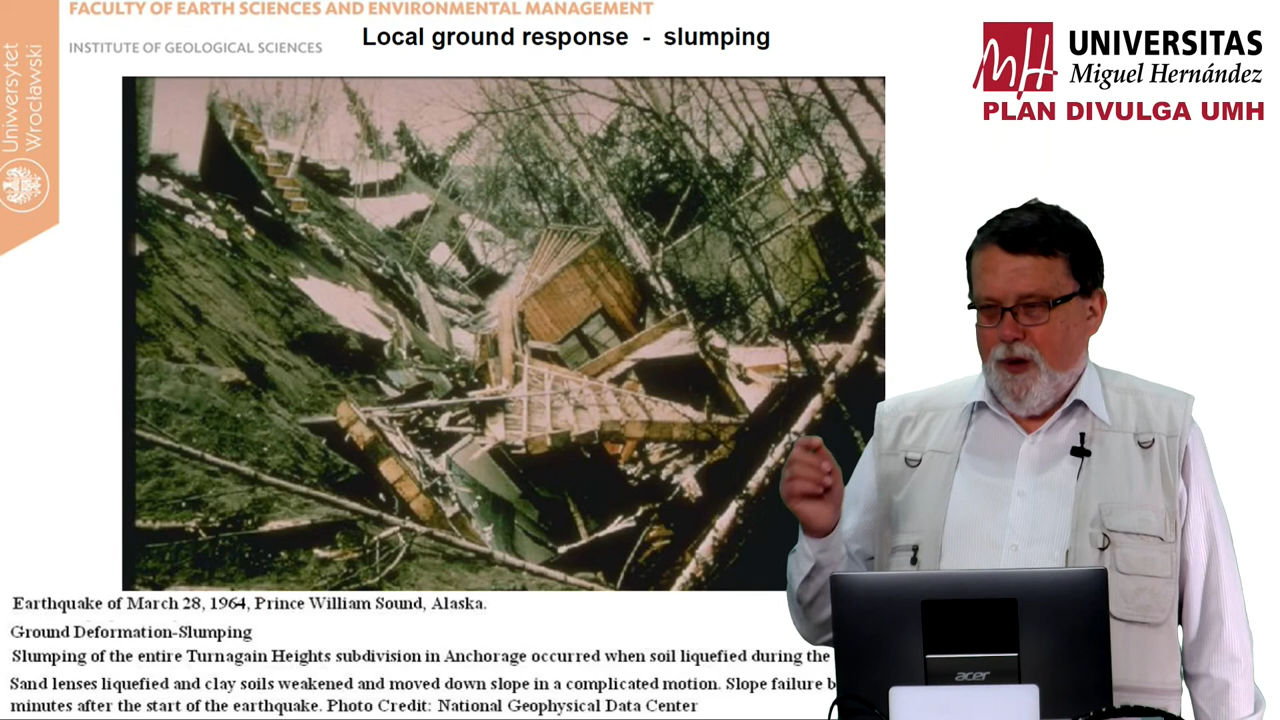 FACULTY OF EARTH SCIENCES AND ENVIRONMENTAL MANAGEMENT
INSTITUTE OF GEOLOGICAL SCIENCES
Local ground response - slumping
Uniwersytet
Wrocławski
UNIVERSITAS
Miguel Hernández
PLAN DIVULGA UMH
Earthquake of March 28, 1964, Prince William Sound, Alaska.
Ground Deformation-Slumping
Slumping of the entire Turnagain Heights subdivision in Anchorage occurred when soil liquefied during the
Sand lenses liquefied and clay soils weakened and moved down slope in a complicated motion. Slope failure
minutes after the start of the earthquake. Photo Credit: National Geophysical Data Center
acer